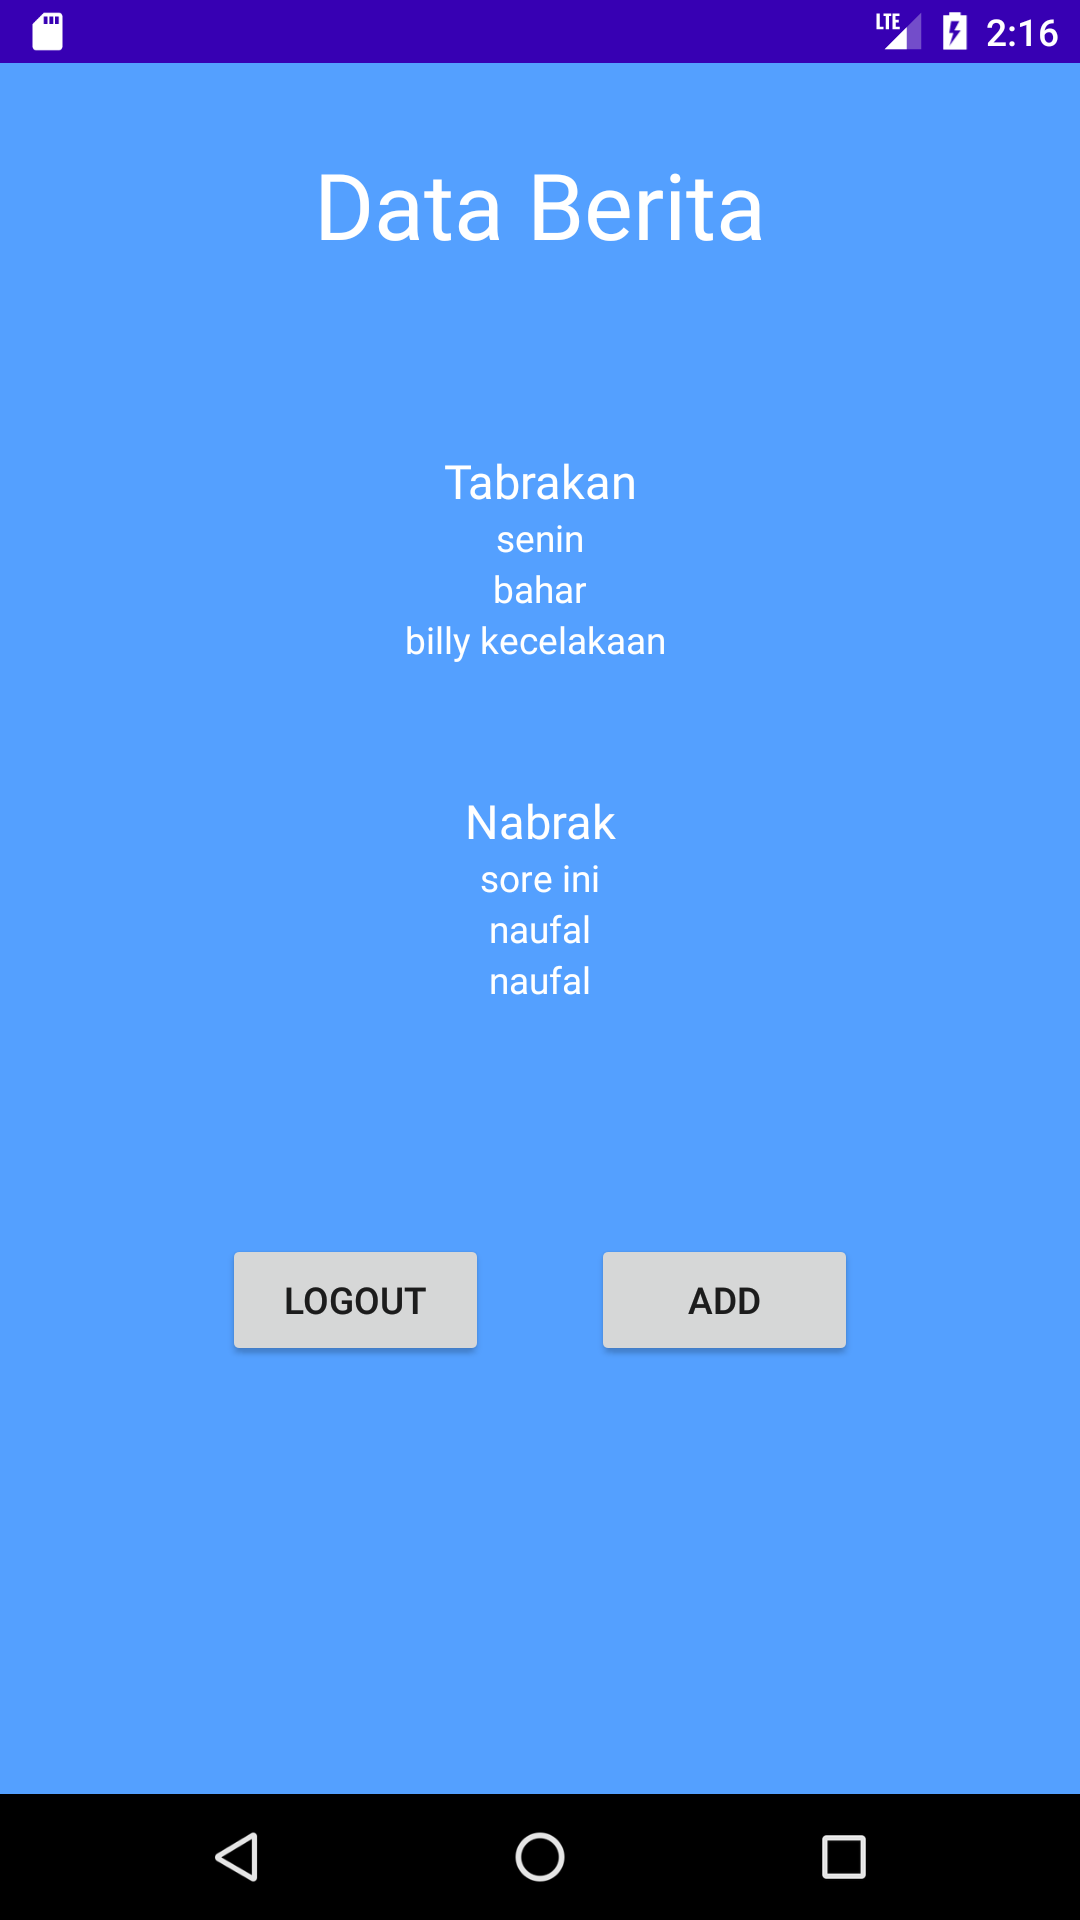 LTE 2:16
Data Berita
Tabrakan
senin
bahar
billy kecelakaan
Nabrak
sore ini
naufal
naufal
LOGOUT ADD